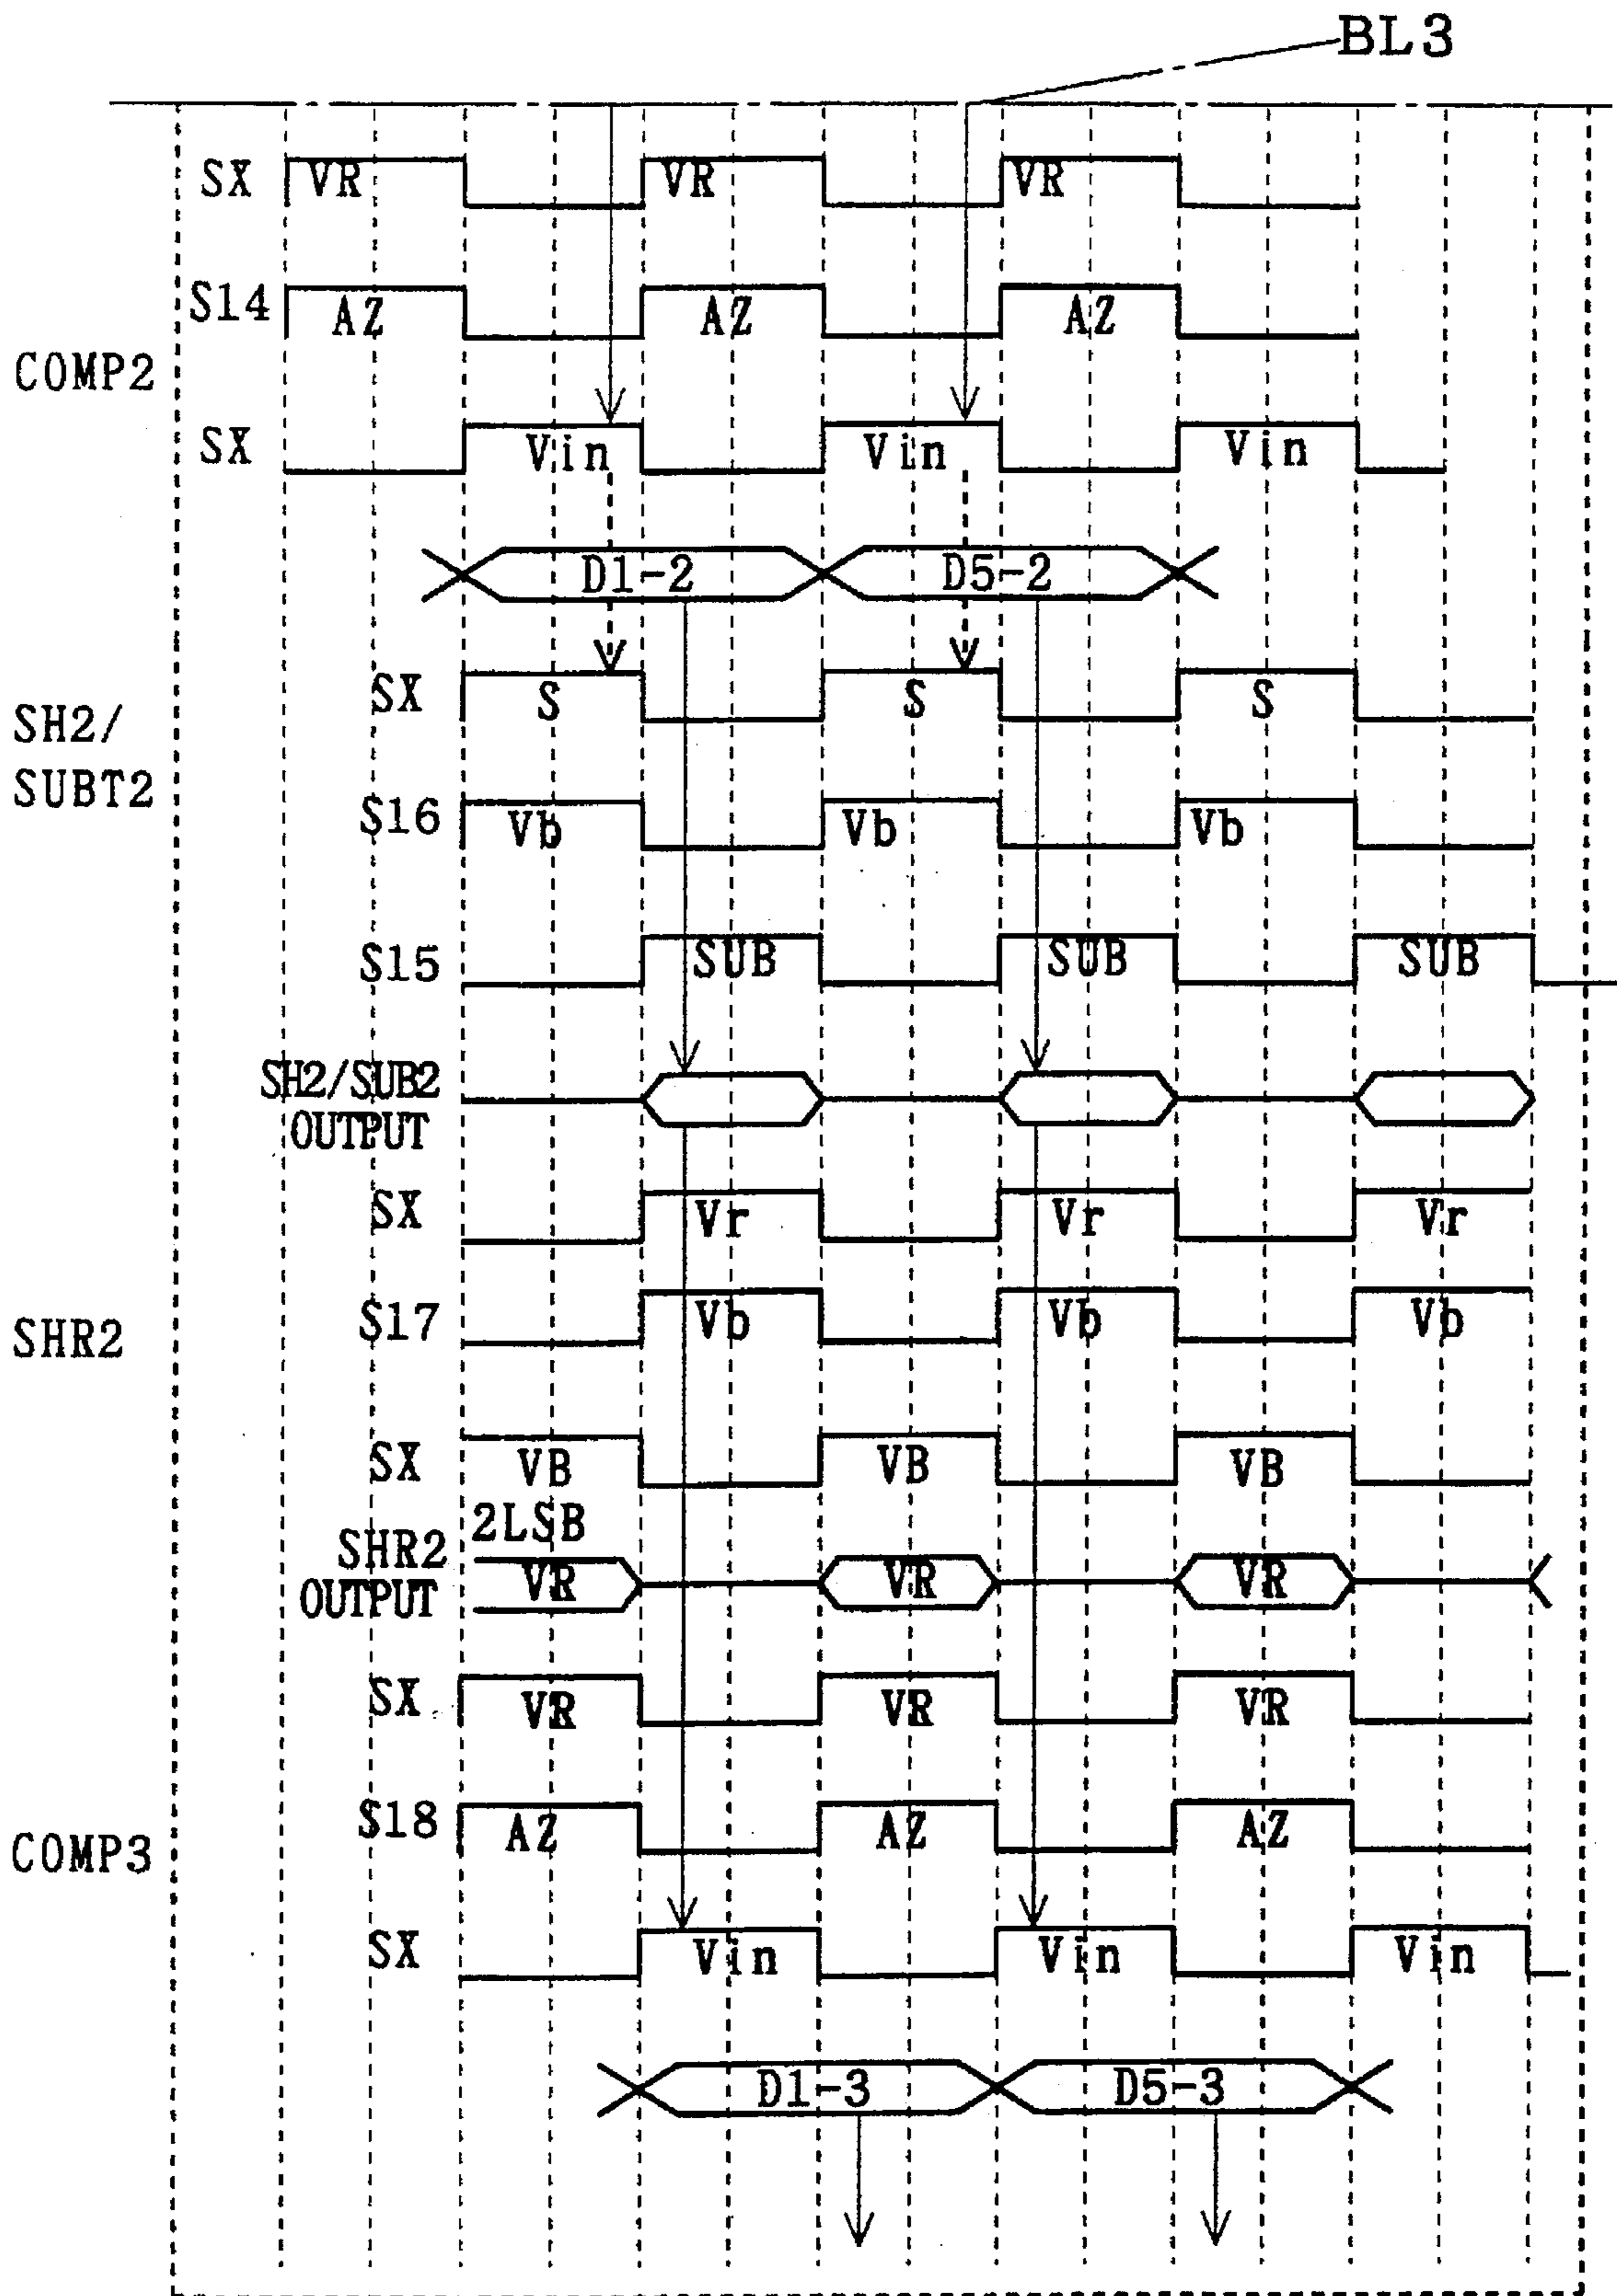 BL3
SX VR VR VR
S14 AZ AZ AZ
COMP2
SX Vin Vin Vin
D1-2 D5-2
SX S S S
SH2/
SUBT2
S16 Vb Vb Vb
S15 SUB SUB SUB
SH2/SUB2
OUTPUT
SX Vr Vr Vr
S17 Vb Vb Vb
SHR2
SX VB VB VB
2LSB
SHR2
OUTPUT VR VR VR
SX VR VR VR
S18 AZ AZ AZ
COMP3
SX Vin Vin Vin
D1-3 D5-3